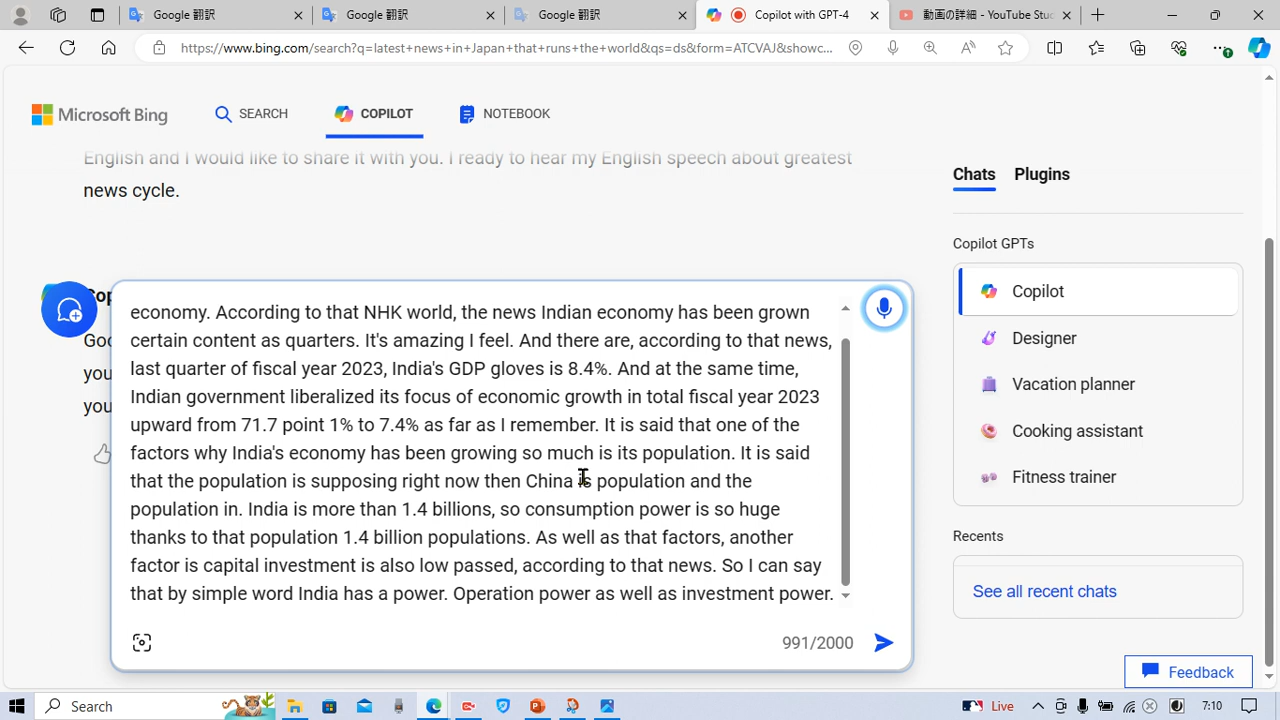 Google 翻訳
Google 翻訳
Google 翻訳
Copilot with GPT-4
動画の詳細 - YouTube Stu
https://www.bing.com/search?q=latest+news+in+Japan+that+runs+the+world&qs=ds&form=ATCVAJ&showc...
Microsoft Bing
SEARCH
COPILOT
NOTEBOOK
English and I would like to share it with you. I ready to hear my English speech about greatest
news cycle.
Chats
Plugins
Copilot GPTs
Copilot
Designer
Vacation planner
Cooking assistant
Fitness trainer
Recents
See all recent chats
economy. According to that NHK world, the news Indian economy has been grown
certain content as quarters. It's amazing I feel. And there are, according to that news,
last quarter of fiscal year 2023, India's GDP gloves is 8.4%. And at the same time,
Indian government liberalized its focus of economic growth in total fiscal year 2023
upward from 71.7 point 1% to 7.4% as far as I remember. It is said that one of the
factors why India's economy has been growing so much is its population. It is said
that the population is supposing right now then China is population and the
population in. India is more than 1.4 billions, so consumption power is so huge
thanks to that population 1.4 billion populations. As well as that factors, another
factor is capital investment is also low passed, according to that news. So I can say
that by simple word India has a power. Operation power as well as investment power.
991/2000
Feedback
Search
Live
7:10